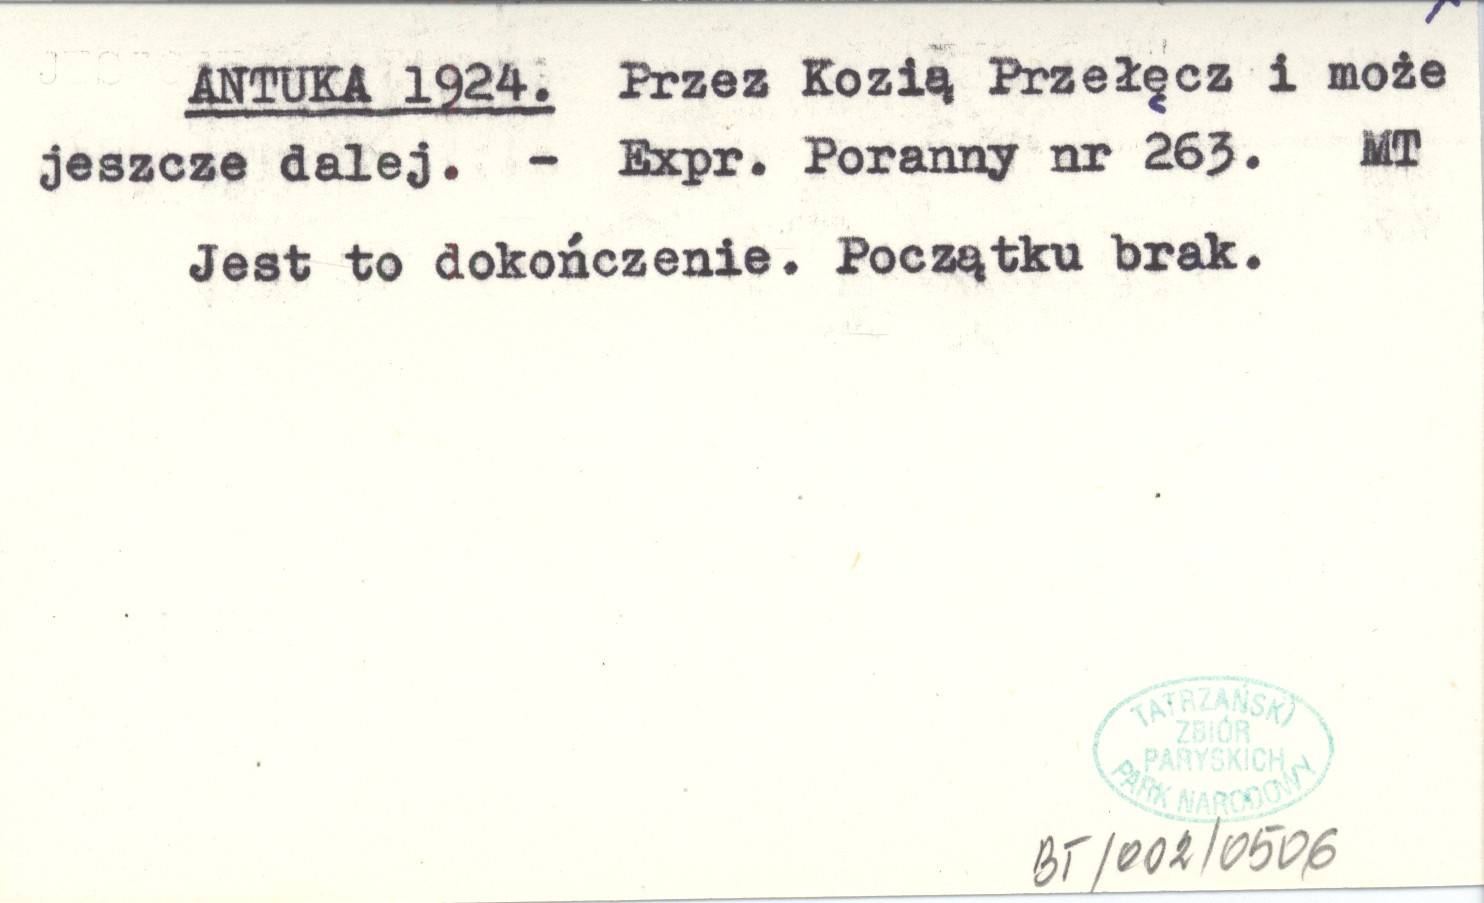 ANTUKA 1924. Przez Kozią Przełęcz i może
jeszcze dalej. - Expr. Poranny nr 263. MT
Jest to dokończenie. Początku brak.
TATRZAŃSKI
ZBIÓR
PARYSKICH
PARK NARODOWY
BT/002/0506